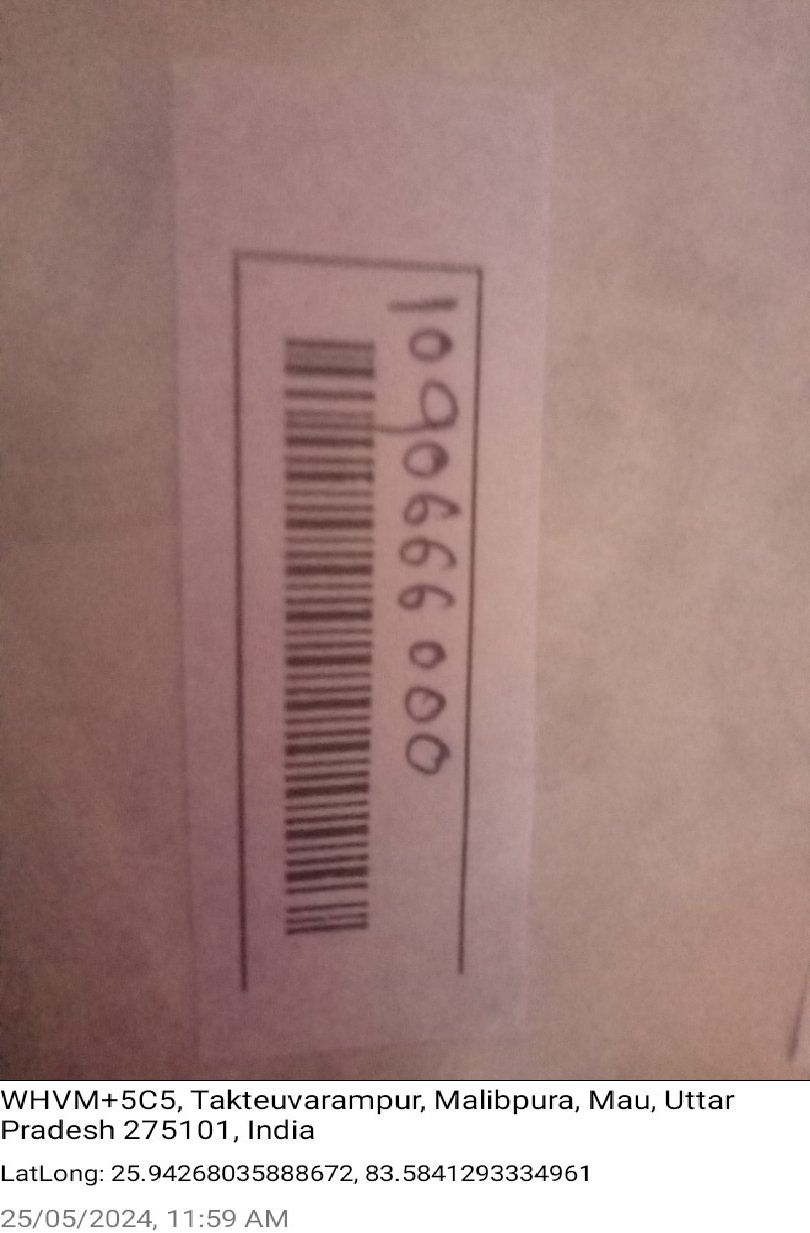 1090666000
WHVM+5C5, Takteuvarampur, Malibpura, Mau, Uttar
Pradesh 275101, India
LatLong: 25.94268035888672, 83.5841293334961
25/05/2024, 11:59 AM